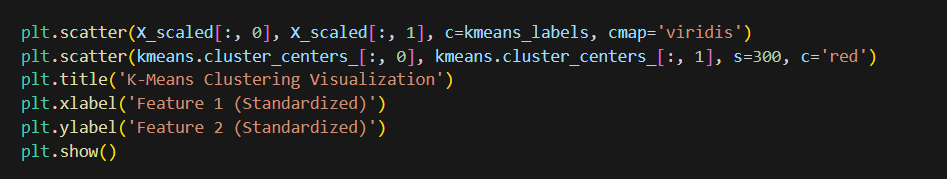 plt.scatter(X_scaled[:, 0], X_scaled[:, 1], c=kmeans_labels, cmap='viridis')
plt.scatter(kmeans.cluster_centers_[:, 0], kmeans.cluster_centers_[:, 1], s=300, c='red')
plt.title('K-Means Clustering Visualization')
plt.xlabel('Feature 1 (Standardized)')
plt.ylabel('Feature 2 (Standardized)')
plt.show()